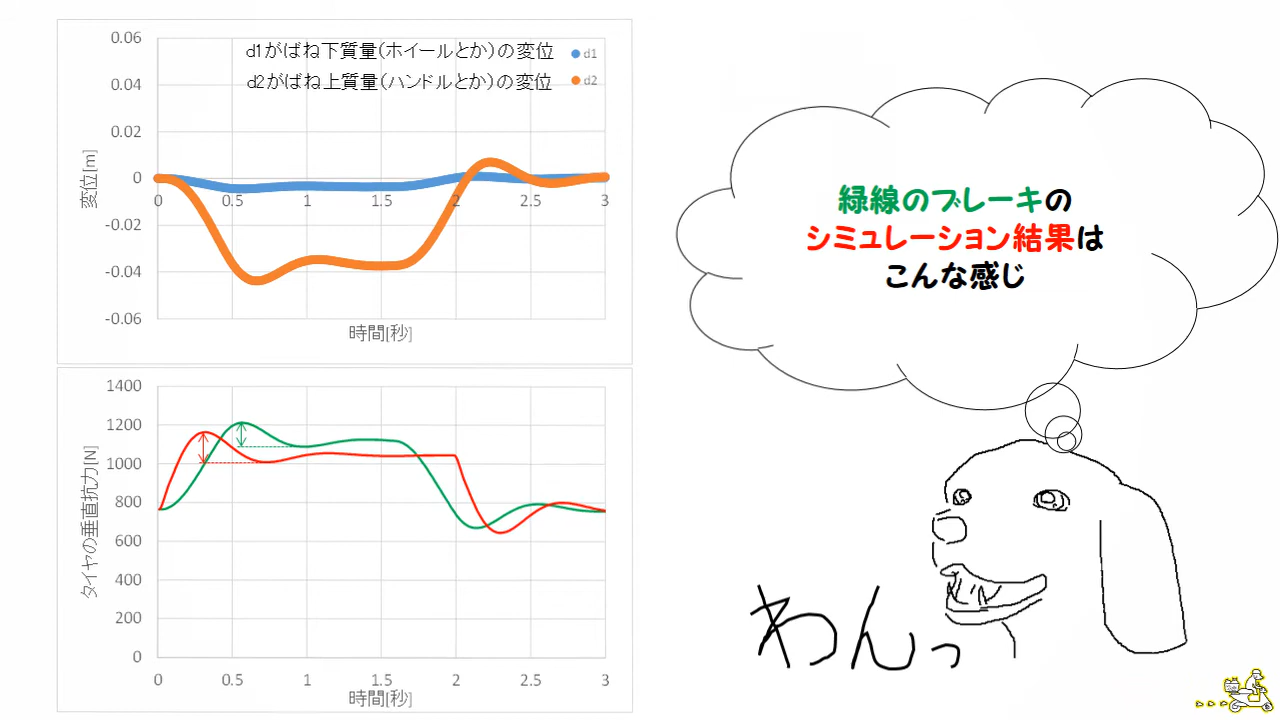 0.06
0.04
0.02
0
-0.02
-0.04
-0.06
変位[m]
d1がばね下質量(ホイールとか)の変位
d2がばね上質量(ハンドルとか)の変位
d1
d2
0 0.5 1 1.5 2 2.5 3
時間[秒]
1400
1200
1000
800
600
400
200
0
タイヤの垂直抗力[N]
0 0.5 1 1.5 2 2.5 3
時間[秒]
緑線のブレーキの
シミュレーション結果は
こんな感じ
わんっ